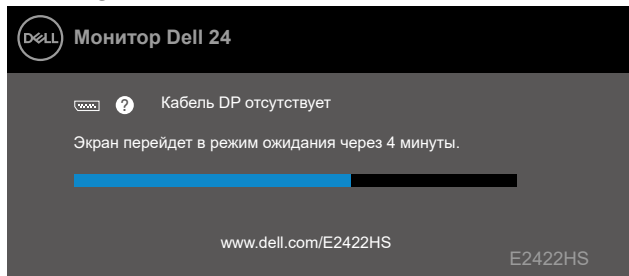 DELL Монитор Dell 24
? Кабель DP отсутствует
Экран перейдет в режим ожидания через 4 минуты.
www.dell.com/E2422HS
E2422HS